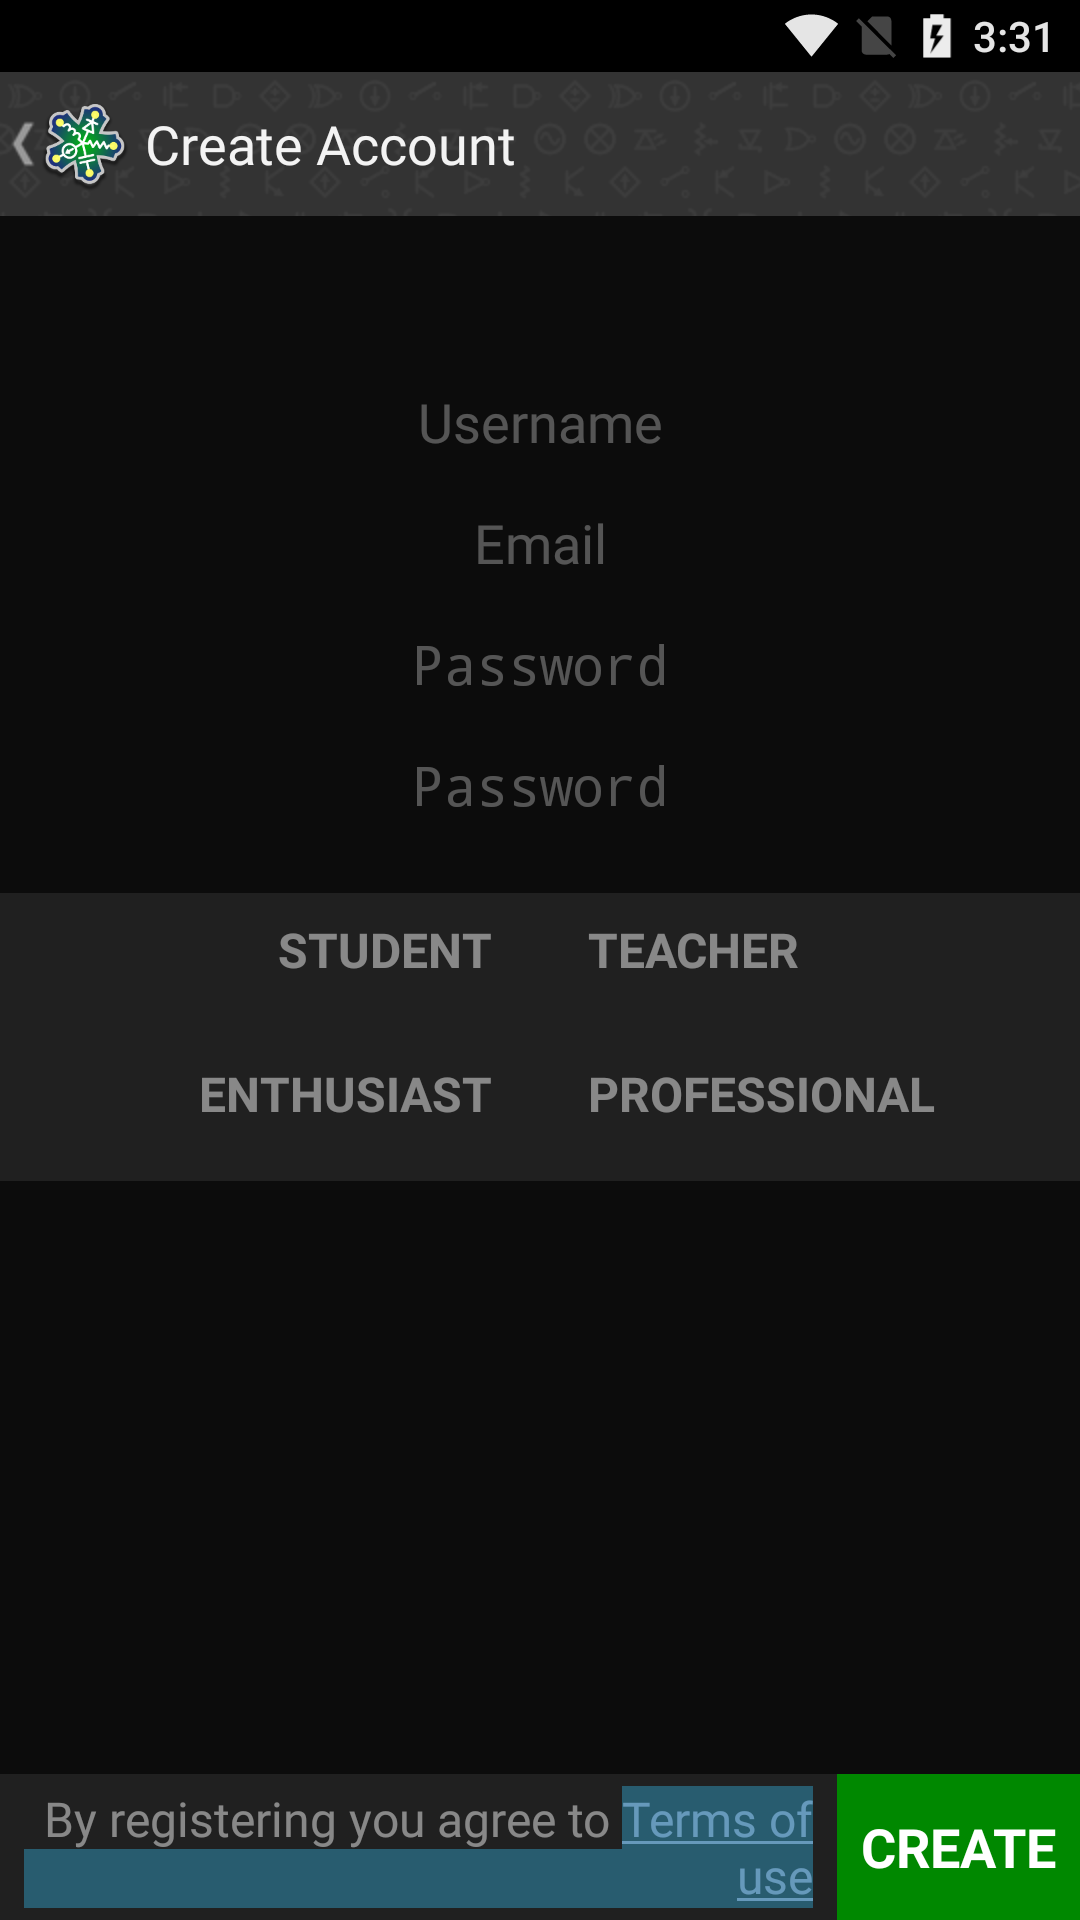 3:31
Create Account
Username
Email
Password
Password
STUDENT TEACHER
ENTHUSIAST PROFESSIONAL
By registering you agree to Terms of
use
CREATE